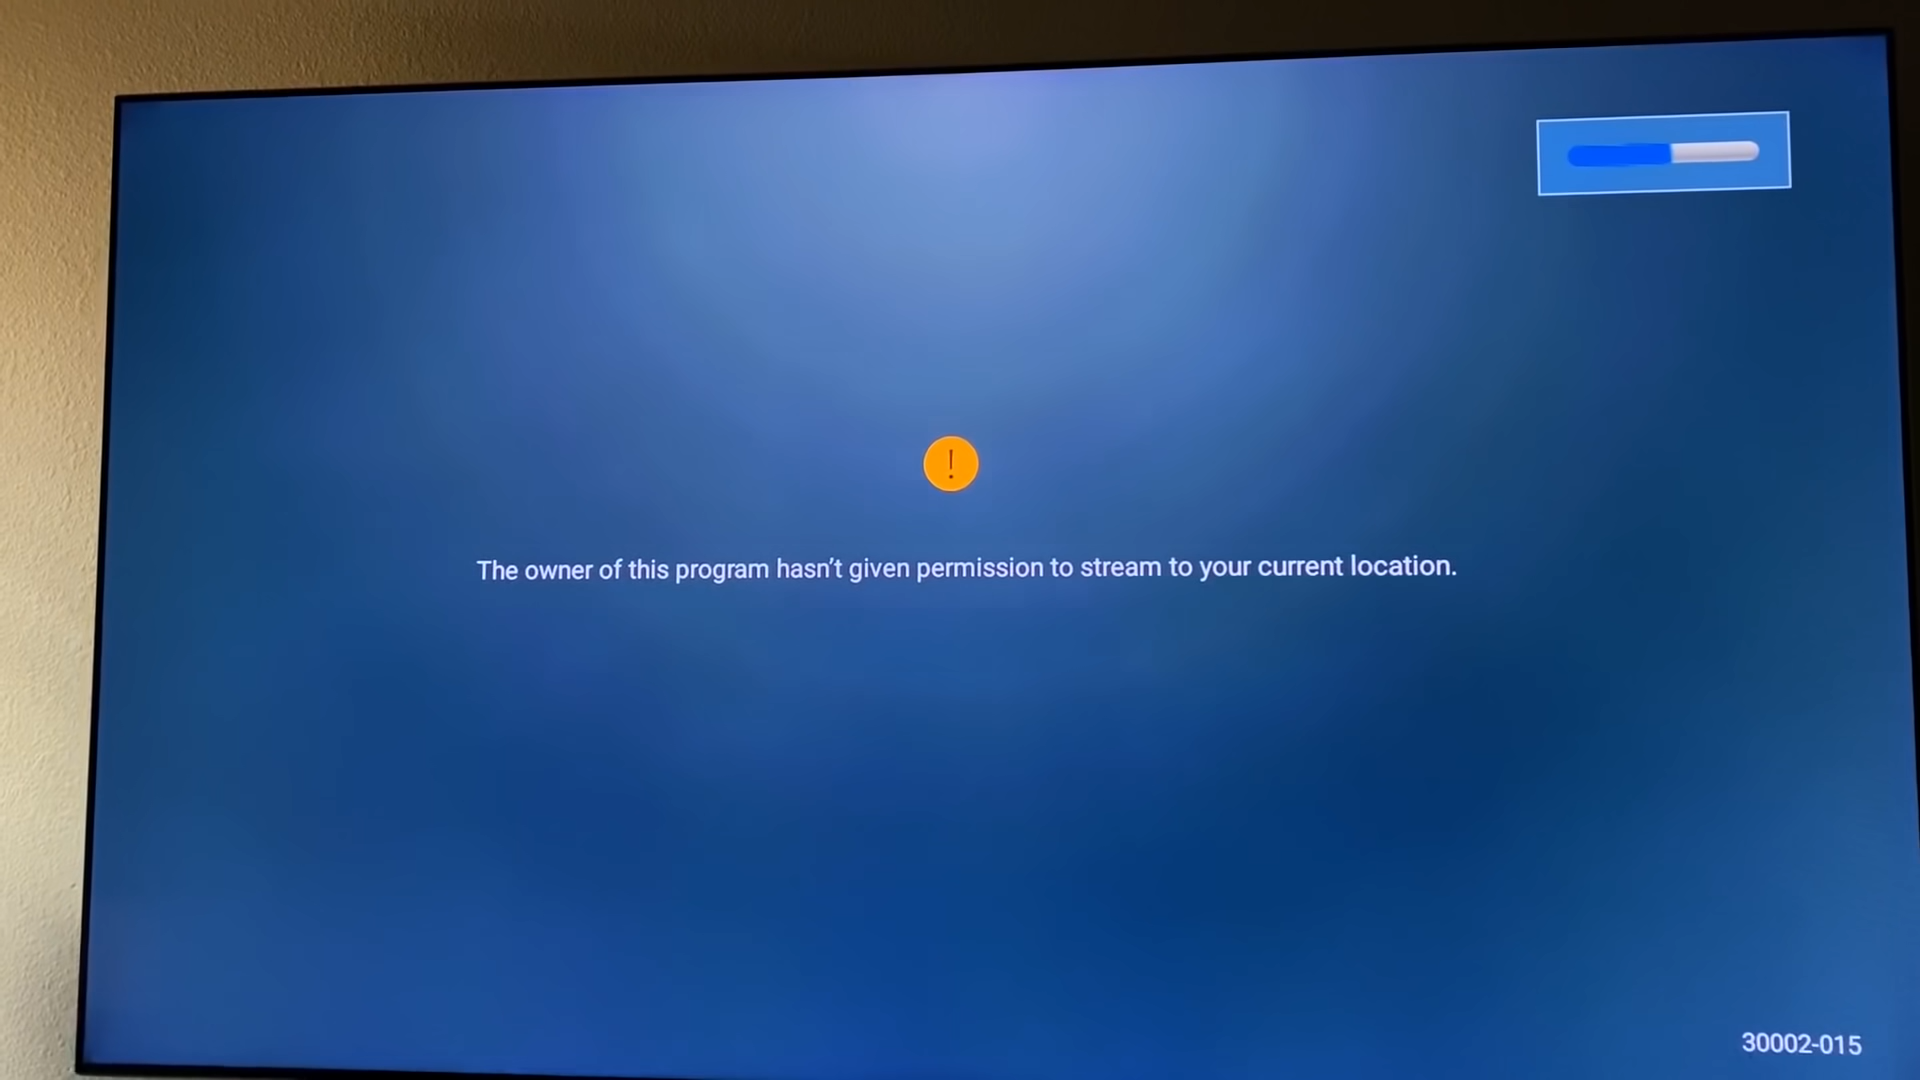 !
The owner of this program hasn’t given permission to stream to your current location.
30002-015